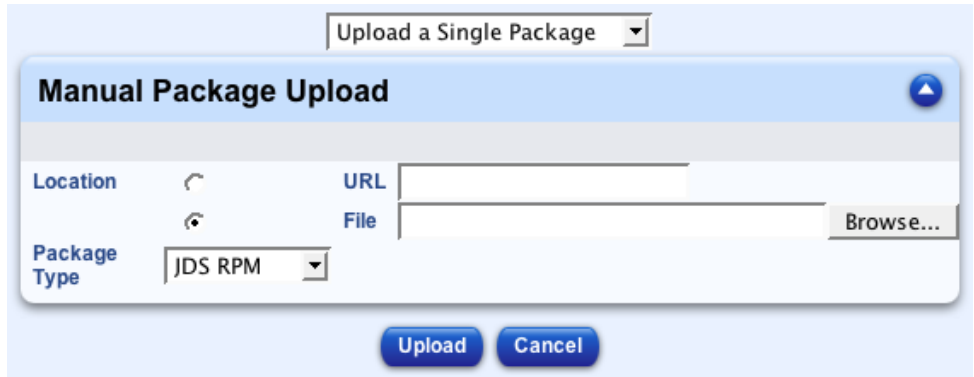 Upload a Single Package
Manual Package Upload
Location URL
File Browse...
Package
Type JDS RPM
Upload Cancel